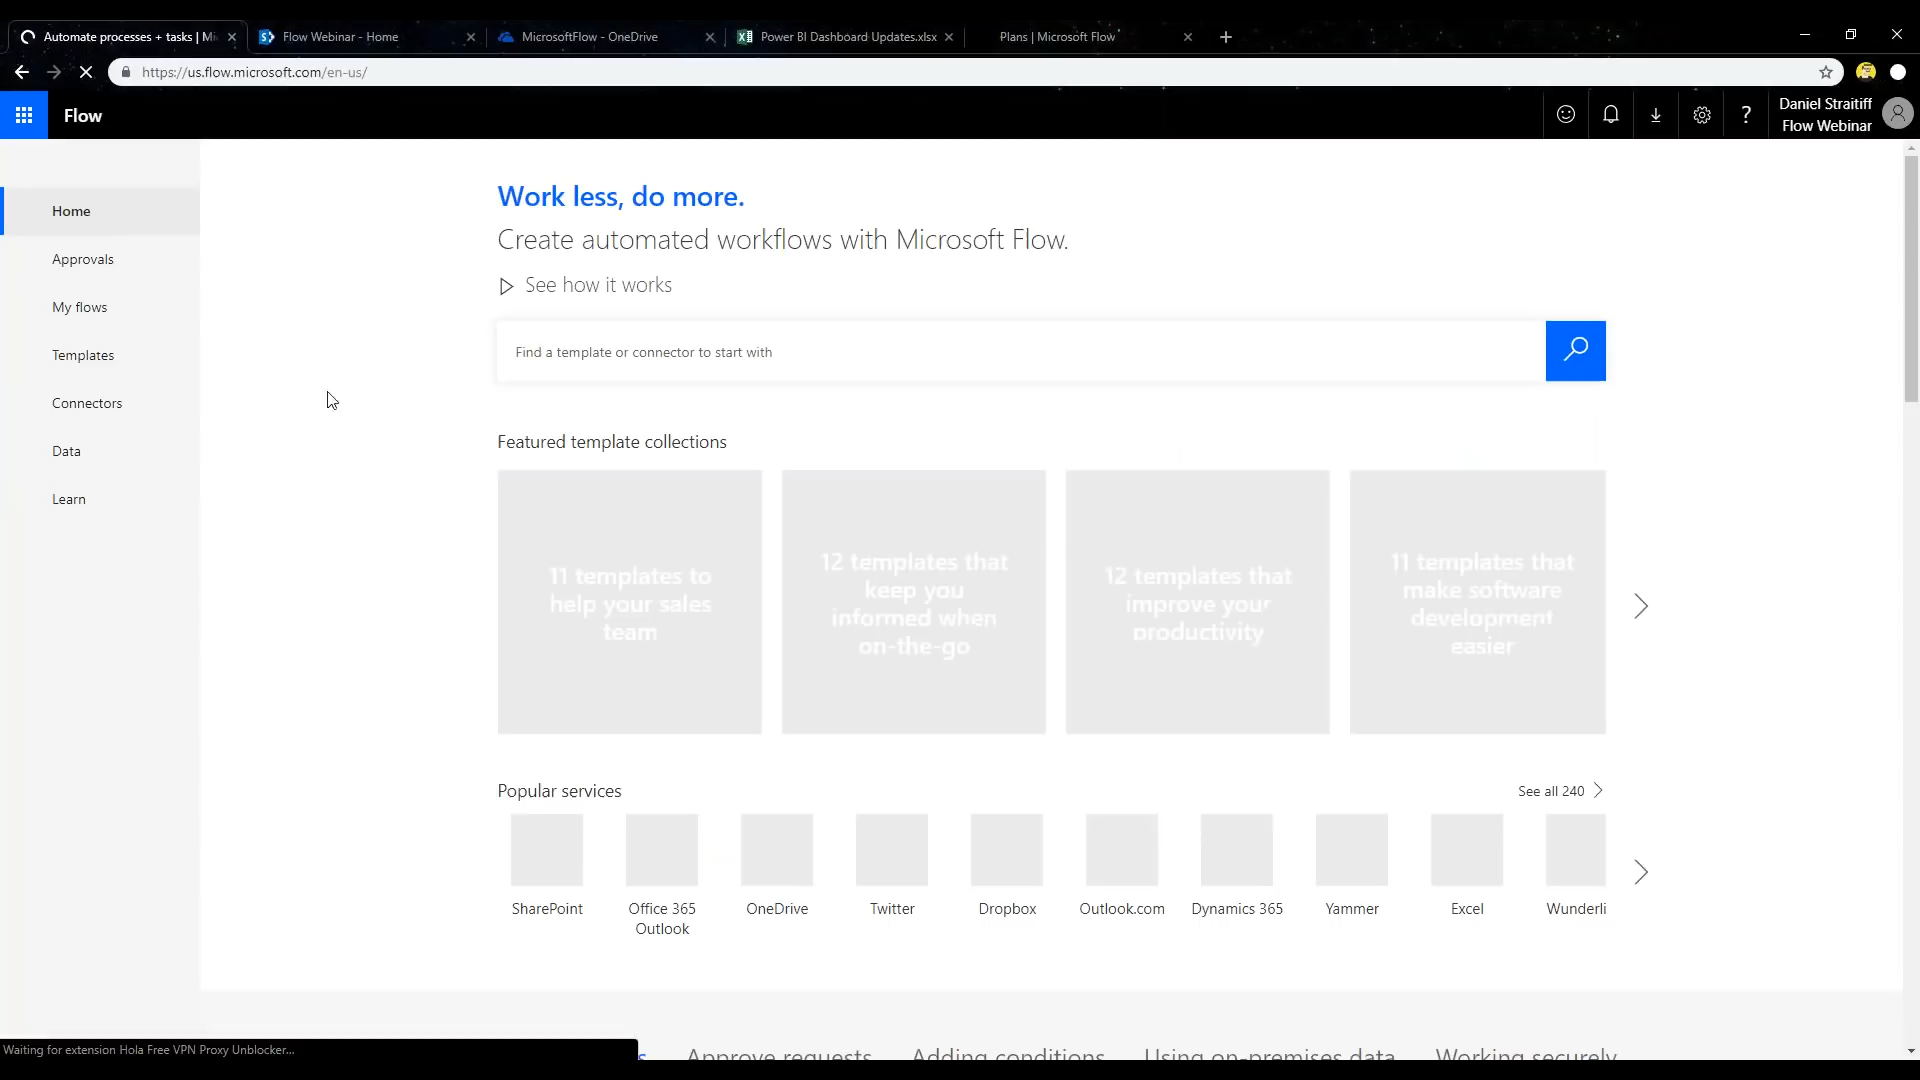 Automate processes + tasks | Mi
Flow Webinar - Home
MicrosoftFlow - OneDrive
Power BI Dashboard Updates.xlsx
Plans | Microsoft Flow
https://us.flow.microsoft.com/en-us/
Flow
Daniel Straitiff
Flow Webinar
Home
Approvals
My flows
Templates
Connectors
Data
Learn
Work less, do more.
Create automated workflows with Microsoft Flow.
See how it works
Find a template or connector to start with
Featured template collections
11 templates to
help your sales
team
12 templates that
keep you
informed when
on-the-go
12 templates that
improve your
productivity
11 templates that
make software
development
easier
Popular services
See all 240
SharePoint
Office 365
Outlook
OneDrive
Twitter
Dropbox
Outlook.com
Dynamics 365
Yammer
Excel
Wunderli
Approve requests
Adding conditions
Using on-premises data
Working securely
Waiting for extension Hola Free VPN Proxy Unblocker...